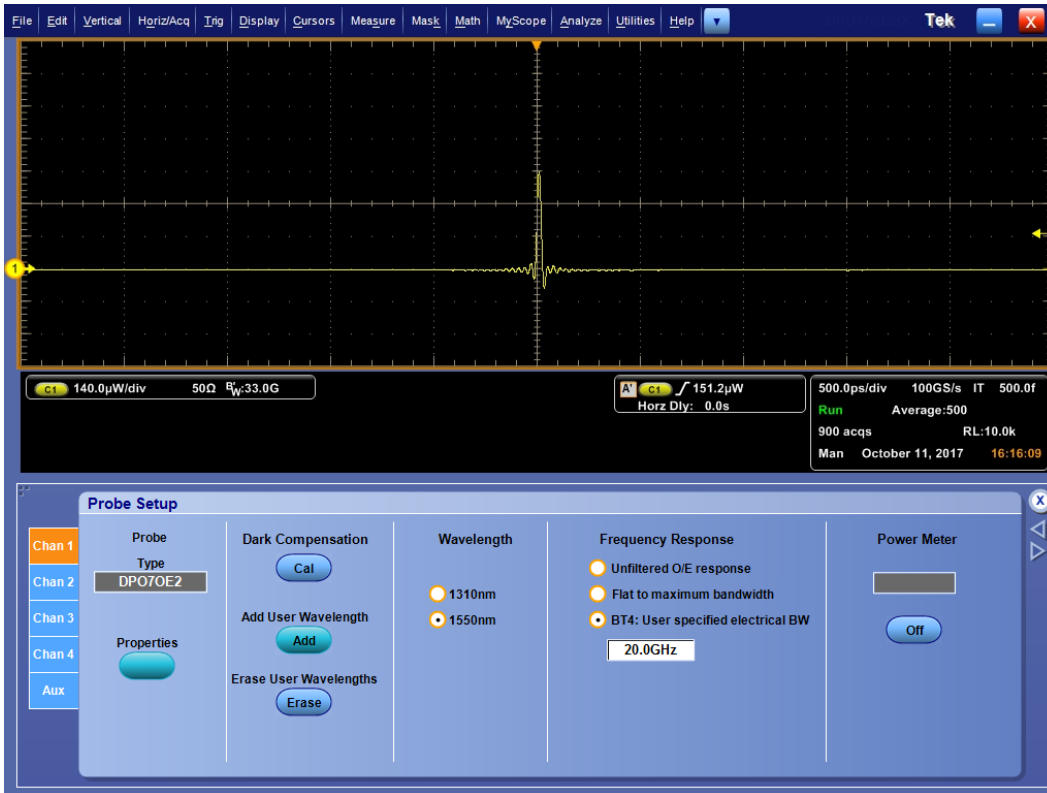 File Edit Vertical Horiz/Acq Trig Display Cursors Measure Mask Math MyScope Analyze Utilities Help Tek X
1
C1 140.0μW/div 50Ω BW:33.0G
A' C1 151.2μW
Horz Dly: 0.0s
500.0ps/div 100GS/s IT 500.0f
Run Average:500
900 acqs RL:10.0k
Man October 11, 2017 16:16:09
Probe Setup
X
Chan 1
Chan 2
Chan 3
Chan 4
Aux
Probe
Type
DPO7OE2
Properties
Dark Compensation
Cal
Add User Wavelength
Add
Erase User Wavelengths
Erase
Wavelength
1310nm
1550nm
Frequency Response
Unfiltered O/E response
Flat to maximum bandwidth
BT4: User specified electrical BW
20.0GHz
Power Meter
Off